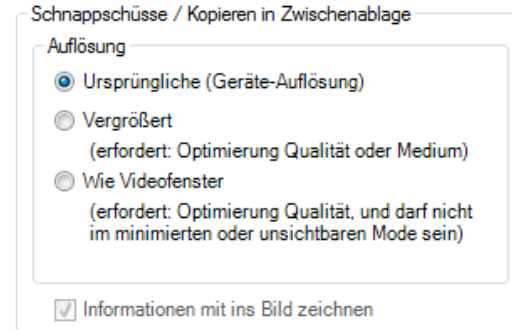 Schnappschüsse / Kopieren in Zwischenablage
Auflösung
Ursprüngliche (Geräte-Auflösung)
Vergrößert
(erfordert: Optimierung Qualität oder Medium)
Wie Videofenster
(erfordert: Optimierung Qualität, und darf nicht
im minimierten oder unsichtbaren Mode sein)
Informationen mit ins Bild zeichnen